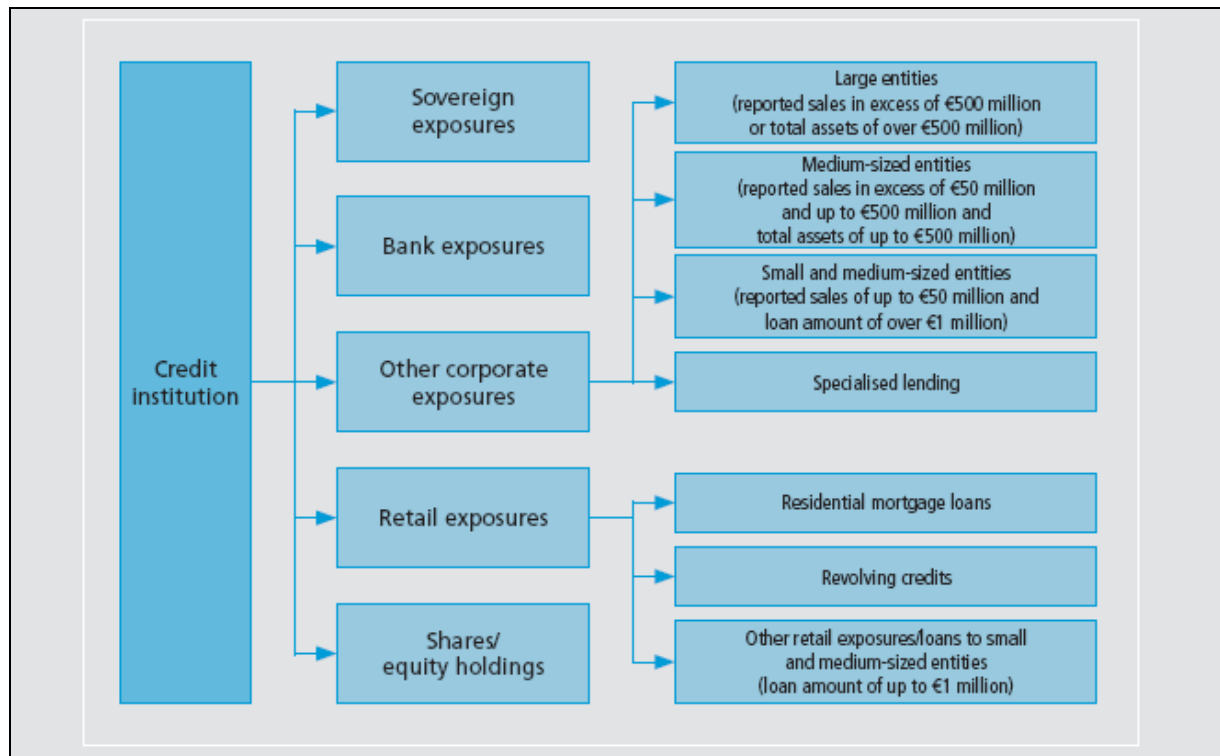 Credit
institution
Sovereign
exposures
Bank exposures
Other corporate
exposures
Retail exposures
Shares/
equity holdings
Large entities
(reported sales in excess of €500 million
or total assets of over €500 million)
Medium-sized entities
(reported sales in excess of €50 million
and up to €500 million and
total assets of up to €500 million)
Small and medium-sized entities
(reported sales of up to €50 million and
loan amount of over €1 million)
Specialised lending
Residential mortgage loans
Revolving credits
Other retail exposures/loans to small
and medium-sized entities
(loan amount of up to €1 million)